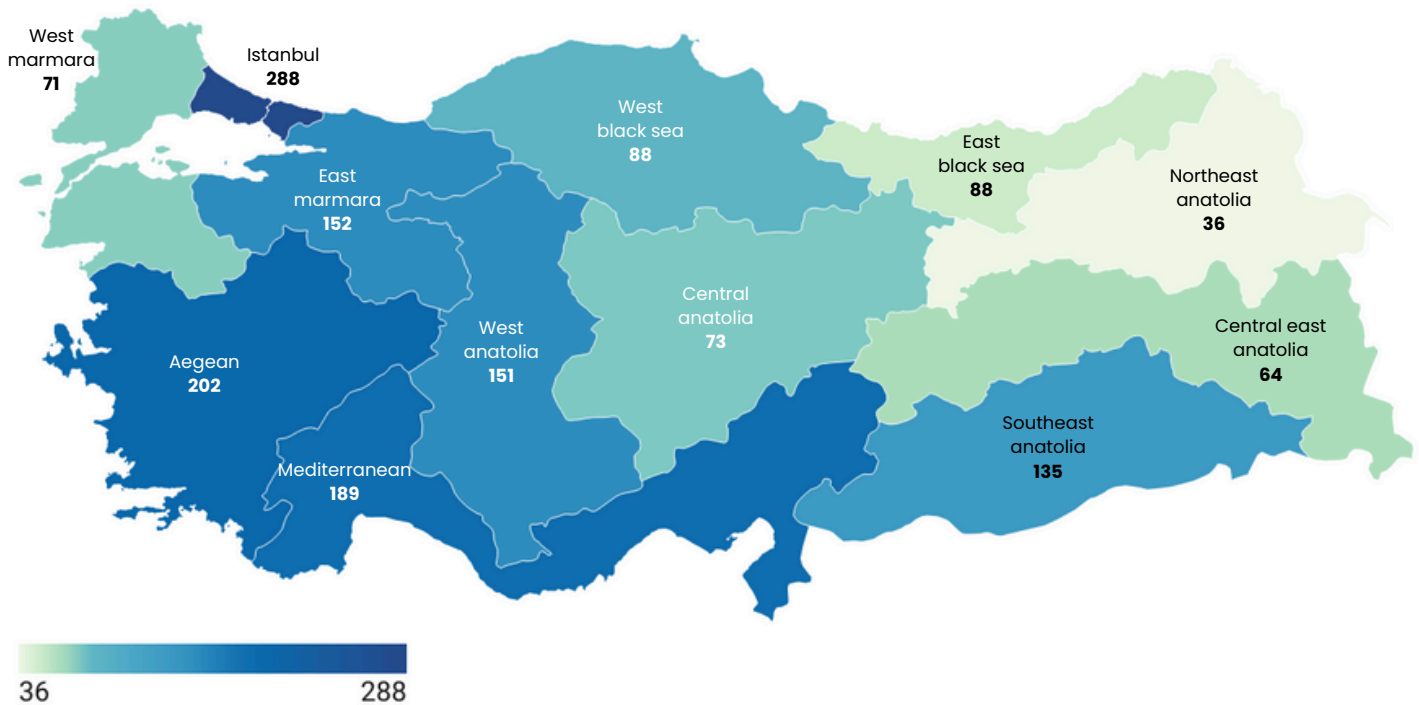 West
marmara
71
Istanbul
288
West
black sea
88
East
black sea
88
Northeast
anatolia
36
East
marmara
152
Central
anatolia
73
West
anatolia
151
Central east
anatolia
64
Aegean
202
Southeast
anatolia
135
Mediterranean
189
36
288